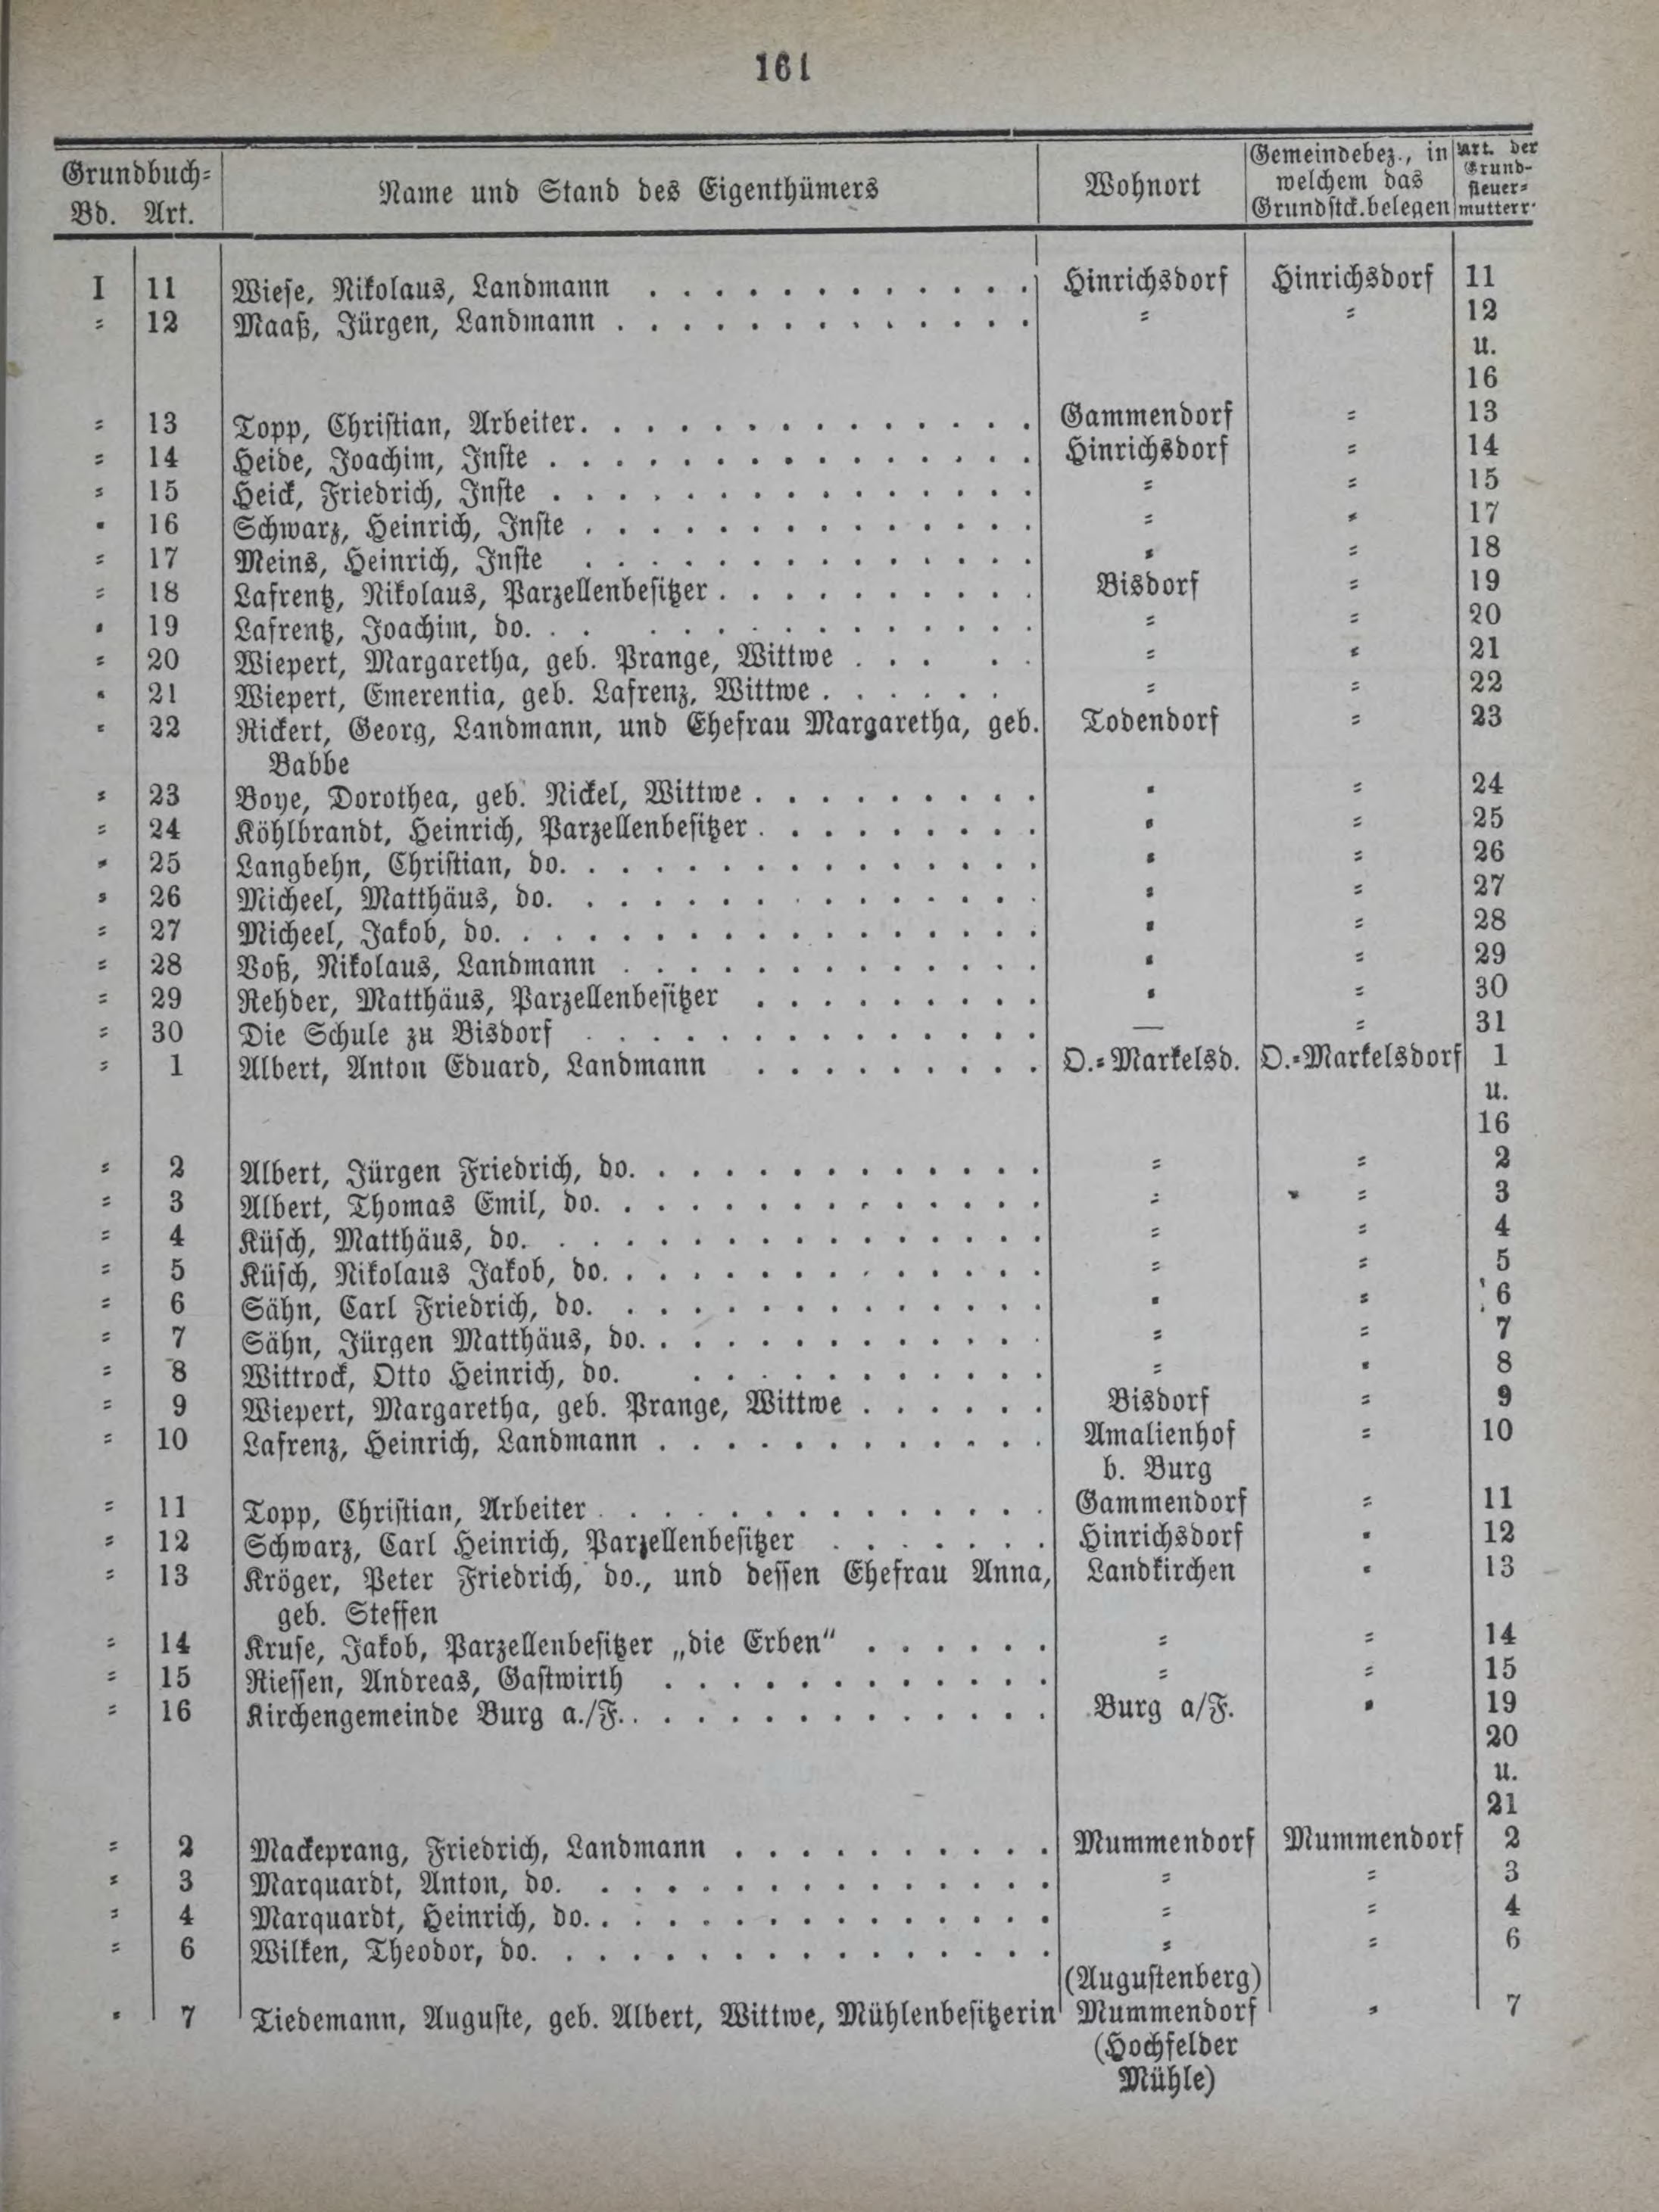 161
Grundbuch= Name und Stand des Eigenthümers Wohnort Gemeindebez., in welchem das Grundstck. belegen Art. der Grund- steuer= mutterr.
Bd. Art.
I 11 Wiese, Nikolaus, Landmann . . . . . . . . . . . . Hinrichsdorf Hinrichsdorf 11
= 12 Maaß, Jürgen, Landmann . . . . . . . . . . . . . = = 12
u.
16
= 13 Topp, Christian, Arbeiter. . . . . . . . . . . . . . Gammendorf = 13
= 14 Heide, Joachim, Inste . . . . . . . . . . . . . . . Hinrichsdorf = 14
= 15 Heick, Friedrich, Inste . . . . . . . . . . . . . . . = = 15
= 16 Schwarz, Heinrich, Inste . . . . . . . . . . . . . . = = 17
= 17 Meins, Heinrich, Inste . . . . . . . . . . . . . . = = 18
= 18 Lafrentz, Nikolaus, Parzellenbesitzer . . . . . . . . . . Bisdorf = 19
= 19 Lafrentz, Joachim, do. . . . . . . . . . . . . . . = = 20
= 20 Wiepert, Margaretha, geb. Prange, Wittwe . . . . . = = 21
= 21 Wiepert, Emerentia, geb. Lafrenz, Wittwe . . . . . . = = 22
= 22 Rickert, Georg, Landmann, und Ehefrau Margaretha, geb. Todendorf = 23
Babbe
= 23 Boye, Dorothea, geb. Nickel, Wittwe . . . . . . . . . = = 24
= 24 Köhlbrandt, Heinrich, Parzellenbesitzer . . . . . . . . . = = 25
= 25 Langbehn, Christian, do. . . . . . . . . . . . . . . = = 26
= 26 Micheel, Matthäus, do. . . . . . . . . . . . . . . = = 27
= 27 Micheel, Jakob, do. . . . . . . . . . . . . . . . . = = 28
= 28 Voß, Nikolaus, Landmann . . . . . . . . . . . . . = = 29
= 29 Rehder, Matthäus, Parzellenbesitzer . . . . . . . . . = = 30
= 30 Die Schule zu Bisdorf . . . . . . . . . . . . . . — = 31
= 1 Albert, Anton Eduard, Landmann . . . . . . . . . D.=Markelsd. O.=Markelsdorf 1
u.
16
= 2 Albert, Jürgen Friedrich, do. . . . . . . . . . . . . = = 2
= 3 Albert, Thomas Emil, do. . . . . . . . . . . . . . = = 3
= 4 Küsch, Matthäus, do. . . . . . . . . . . . . . . . = = 4
= 5 Küsch, Nikolaus Jakob, do. . . . . . . . . . . . . . = = 5
= 6 Sähn, Carl Friedrich, do. . . . . . . . . . . . . . = = 6
= 7 Sähn, Jürgen Matthäus, do. . . . . . . . . . . . . = = 7
= 8 Wittrock, Otto Heinrich, do. . . . . . . . . . . . = = 8
= 9 Wiepert, Margaretha, geb. Prange, Wittwe . . . . . . Bisdorf = 9
= 10 Lafrenz, Heinrich, Landmann . . . . . . . . . . . . Amalienhof = 10
b. Burg
= 11 Topp, Christian, Arbeiter . . . . . . . . . . . . . . Gammendorf = 11
= 12 Schwarz, Carl Heinrich, Parzellenbesitzer . . . . . . . Hinrichsdorf = 12
= 13 Kröger, Peter Friedrich, do., und dessen Ehefrau Anna, Landkirchen = 13
geb. Steffen
= 14 Kruse, Jakob, Parzellenbesitzer „die Erben“ . . . . . . = = 14
= 15 Riessen, Andreas, Gastwirth . . . . . . . . . . . . = = 15
= 16 Kirchengemeinde Burg a./F. . . . . . . . . . . . . . Burg a/F. = 19
20
u.
21
= 2 Mackeprang, Friedrich, Landmann . . . . . . . . . . Mummendorf Mummendorf 2
= 3 Marquardt, Anton, do. . . . . . . . . . . . . . . = = 3
= 4 Marquardt, Heinrich, do. . . . . . . . . . . . . . . = = 4
= 6 Wilken, Theodor, do. . . . . . . . . . . . . . . . = = 6
(Augustenberg)
= 7 Tiedemann, Auguste, geb. Albert, Wittwe, Mühlenbesitzerin Mummendorf = 7
(Hochfelder
Mühle)